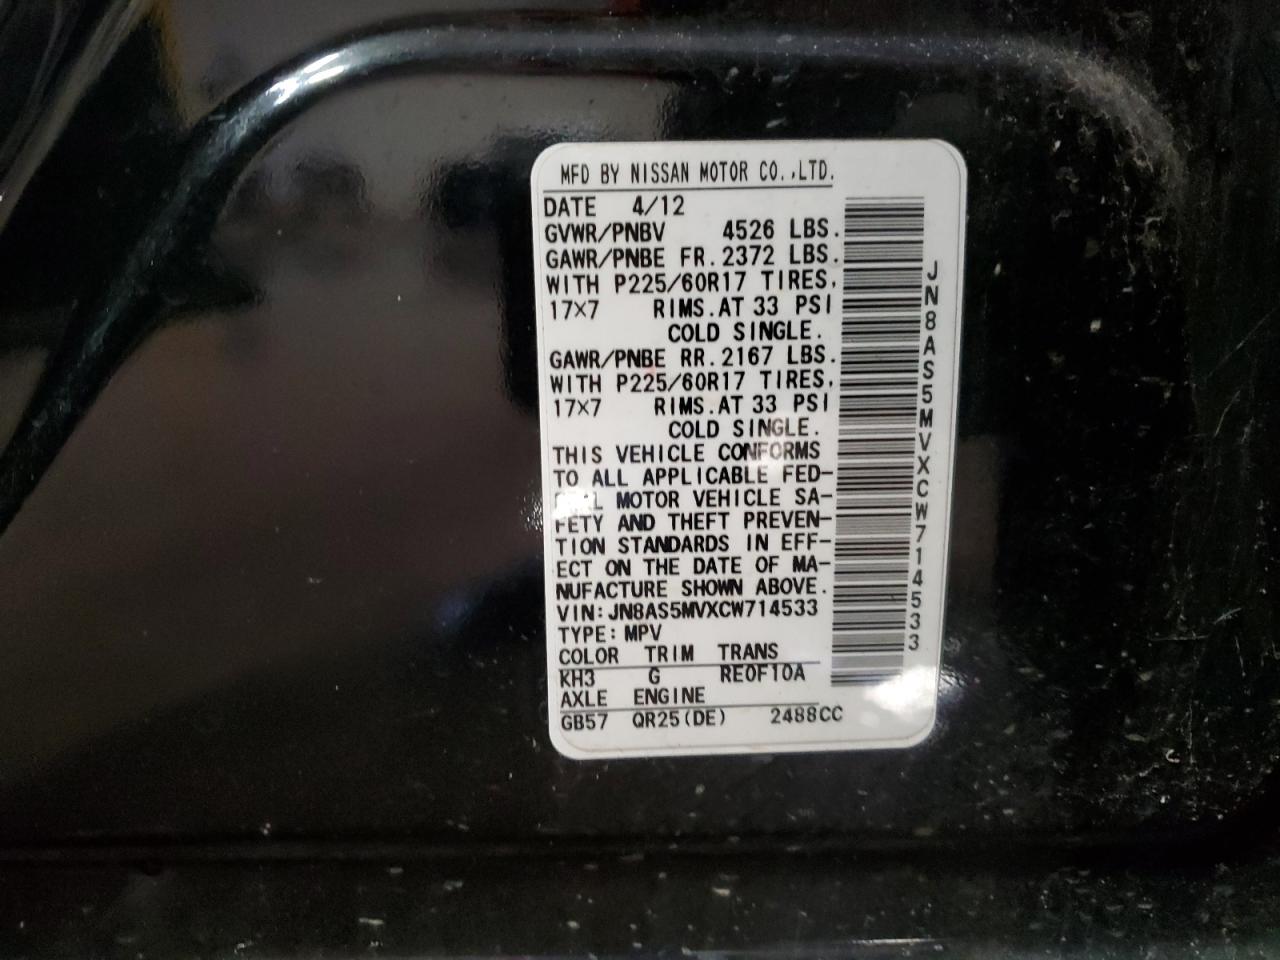 MFD BY NISSAN MOTOR CO.,LTD.
DATE 4/12
GVWR/PNBV 4526 LBS.
GAWR/PNBE FR. 2372 LBS.
WITH P225/60R17 TIRES,
17×7 RIMS. AT 33 PSI
COLD SINGLE.
GAWR/PNBE RR. 2167 LBS.
WITH P225/60R17 TIRES,
17×7 RIMS. AT 33 PSI
COLD SINGLE.
THIS VEHICLE CONFORMS
TO ALL APPLICABLE FED-
MOTOR VEHICLE SA-
FETY AND THEFT PREVEN-
TION STANDARDS IN EFF-
ECT ON THE DATE OF MA-
NUFACTURE SHOWN ABOVE.
VIN: JN8AS5MVXCW714533
TYPE: MPV
COLOR TRIM TRANS
KH3 G RE0F10A
AXLE ENGINE
GB57 QR25(DE) 2488CC
JN8AS5MVXCW714533